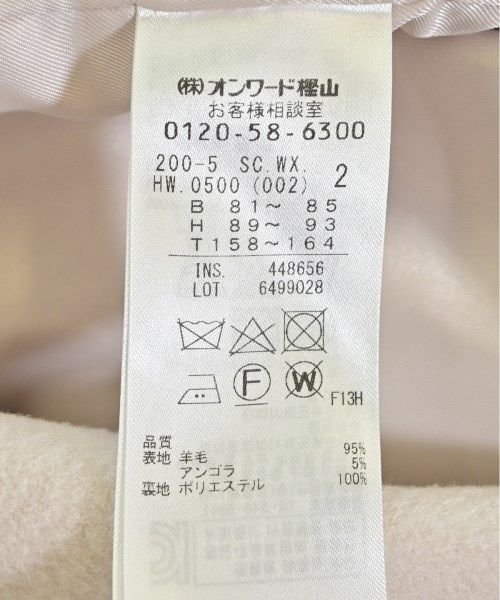 ㈱オンワード樫山
お客様相談室
0120-58-6300
200-5 SC.WX. 2
HW.0500 (002)
B 81〜 85
H 89〜 93
T 158〜164
INS. 448656
LOT 6499028
F
W
F13H
品質
表地 羊毛 95%
アンゴラ 5%
裏地 ポリエステル 100%